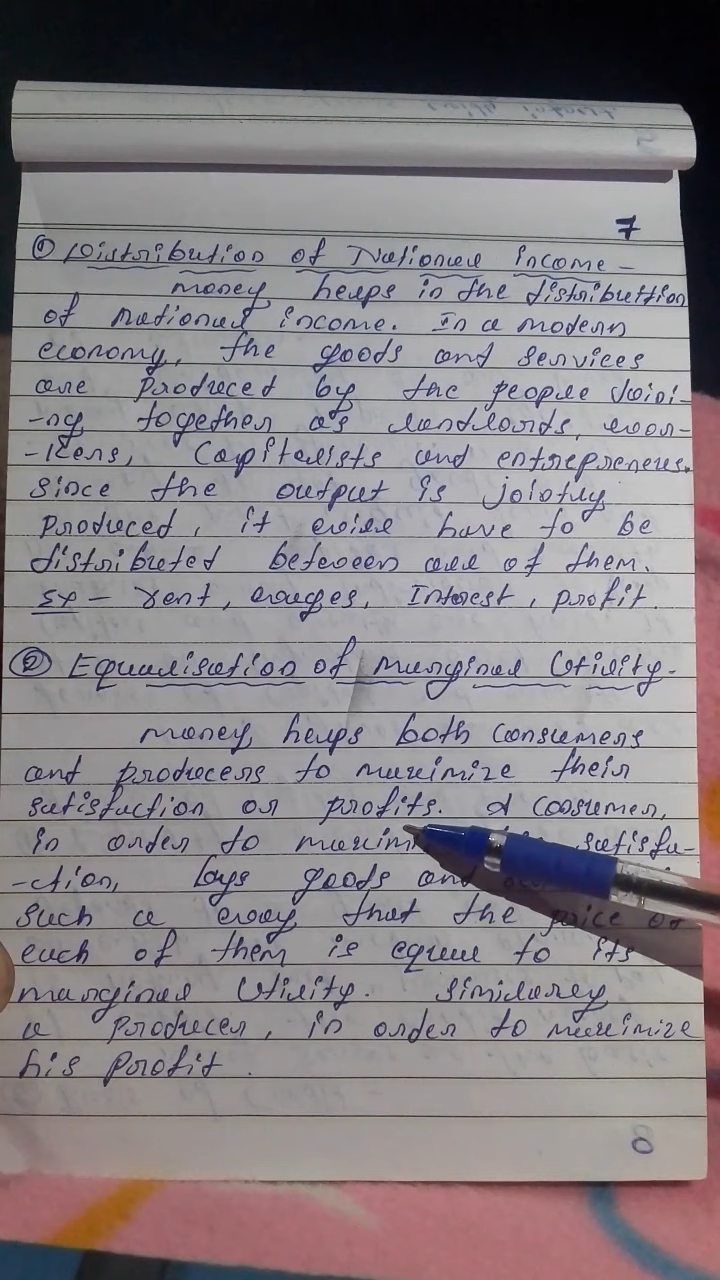 7
① Distribution of National income –
money helps in the distributtion
of national income. In a modern
economy, the goods and services
are produced by the people Joini-
-ng together as landlords, wor-
-kers, Capitalists and entrepreneurs.
Since the output is jointly
produced, it will have to be
distributed between all of them.
Ex – rent, wages, Interest, profit.
② Equalisation of marginal Utility-
money helps both Consumers
and producers to maximize their
satisfaction or profits. A Consumer,
in order to satisfa-
-ction, buys goods and
such a way that the price of
each of them is equal to its
marginal Utility. Similarly
a producer, in order to maximize
his profit.